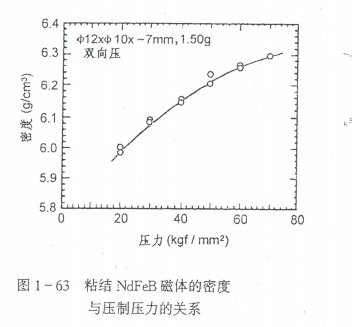 6.4
Φ12xΦ10x~7mm,1.50g
双向压
6.3
6.2
6.1
6.0
5.9
5.8
密度 (g/cm³)
0 20 40 60 80
压力 (kgf / mm²)
图 1-63 粘结 NdFeB 磁体的密度
与压制压力的关系